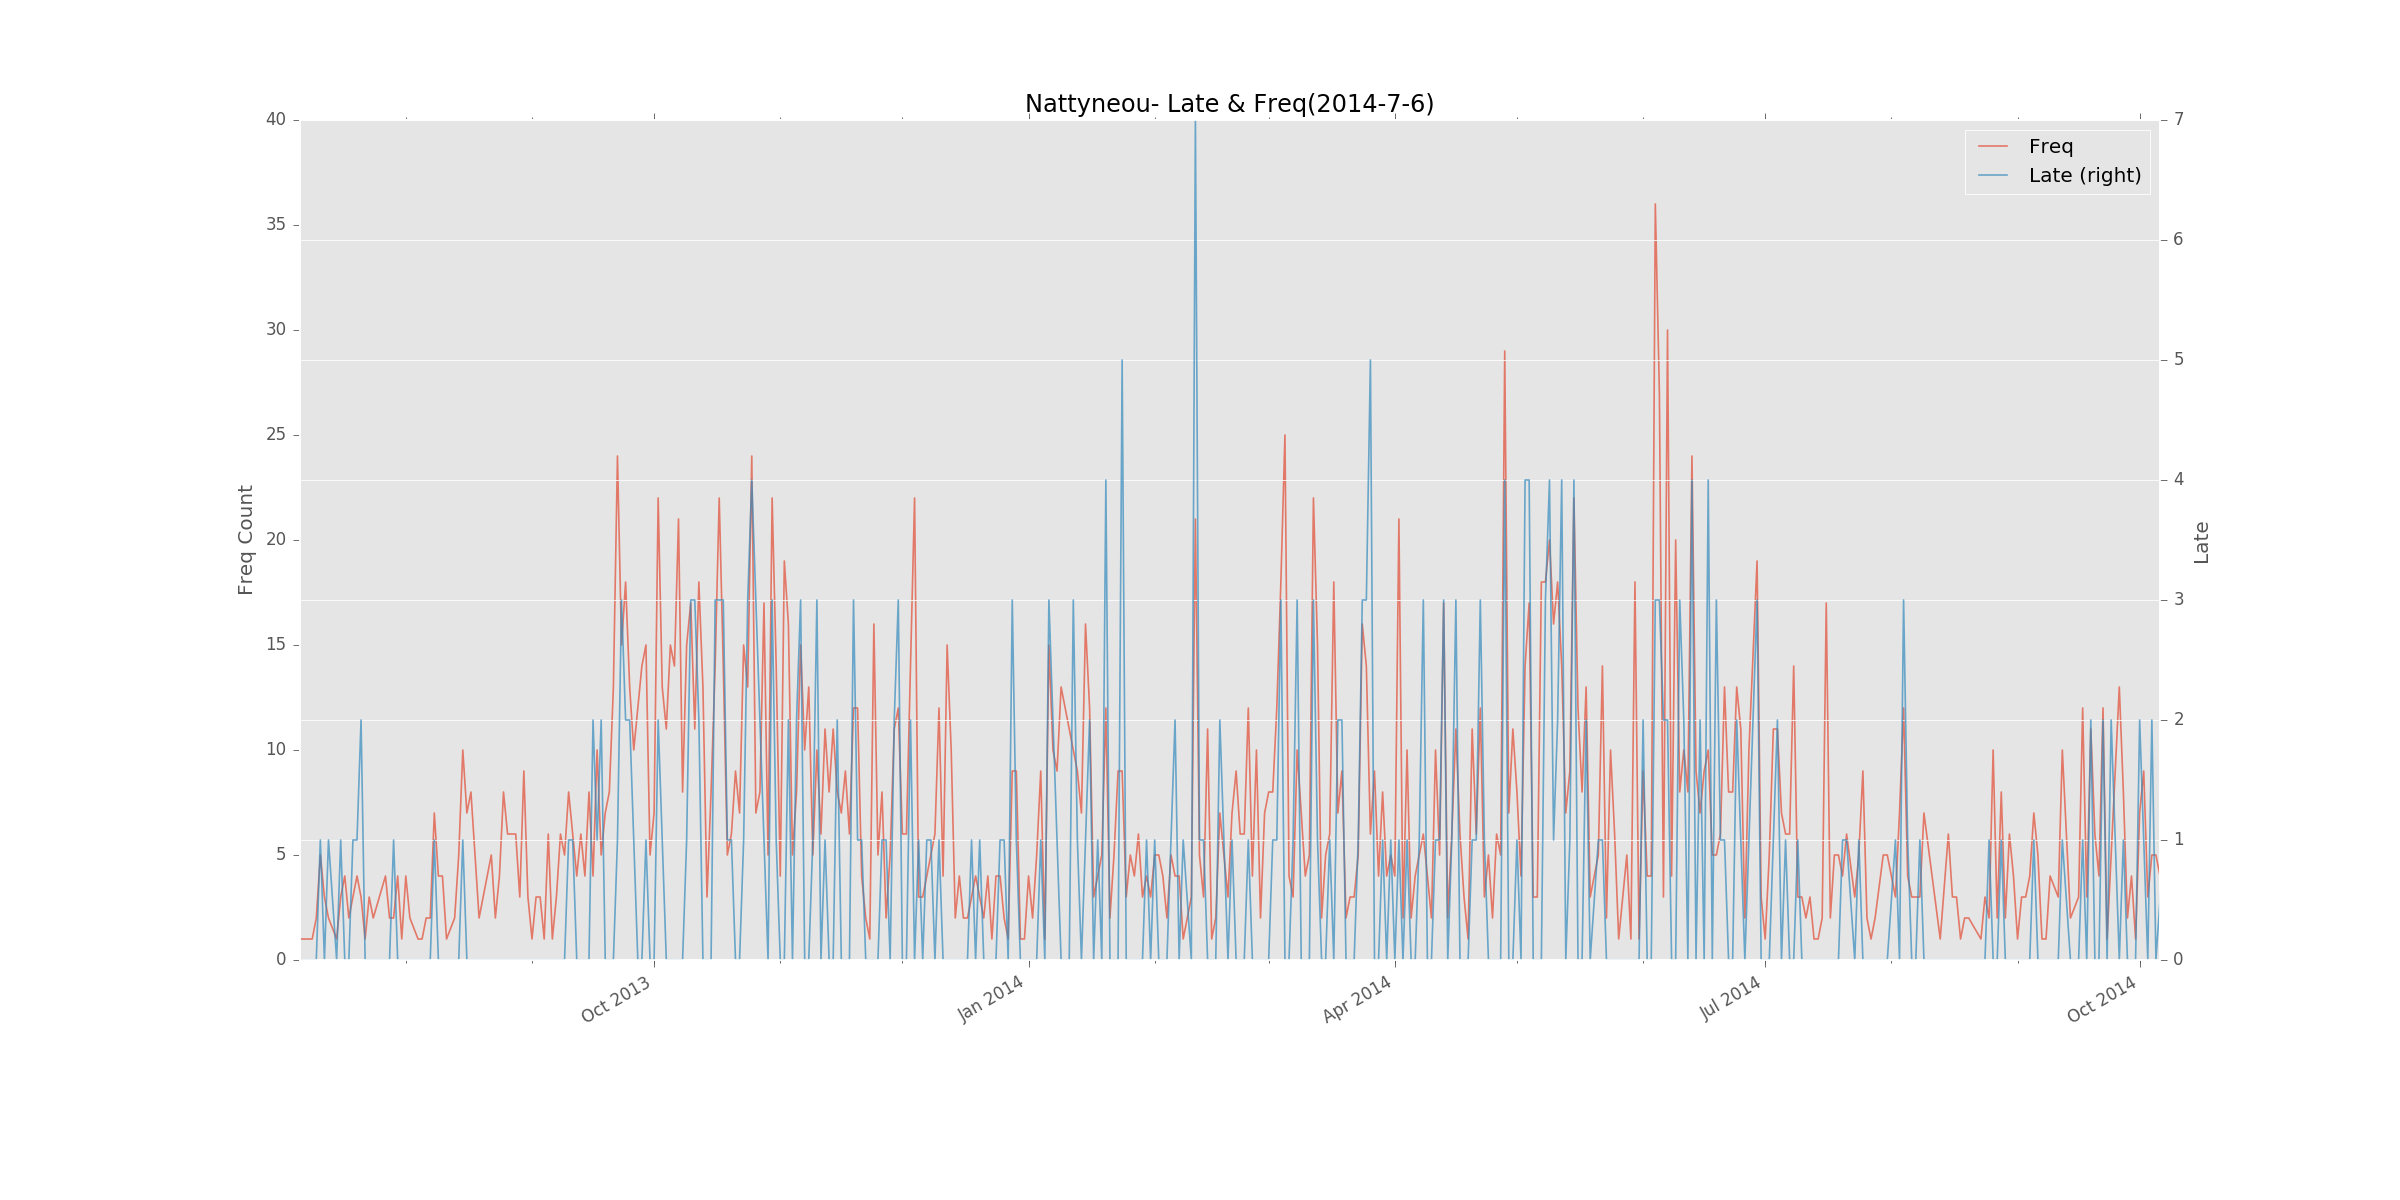 Nattyneou- Late & Freq(2014-7-6)
Freq
Late (right)
40
35
30
25
20
15
10
5
0
Freq Count
7
6
5
4
3
2
1
0
Late
Oct 2013
Jan 2014
Apr 2014
Jul 2014
Oct 2014